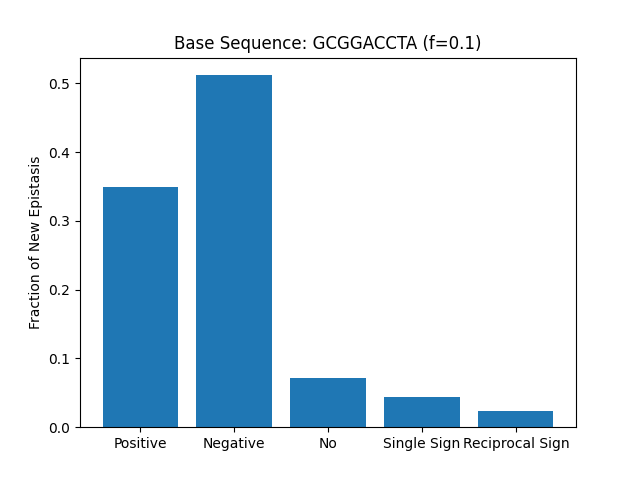 Base Sequence: GCGGACCTA (f=0.1)
Fraction of New Epistasis
0.5
0.4
0.3
0.2
0.1
0.0
Positive
Negative
No
Single Sign
Reciprocal Sign